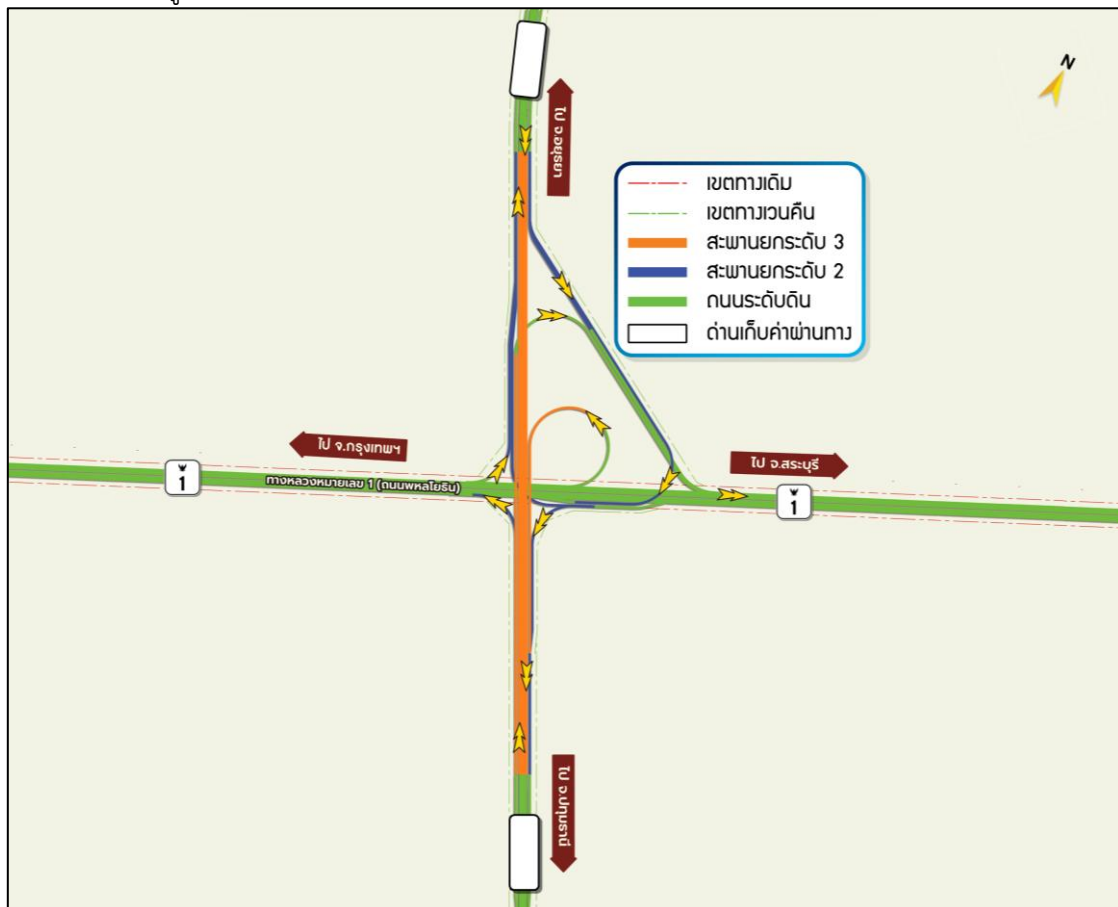 N
ไป จ.อยุธยา
เขตทางเดิม
เขตทางเวนคืน
สะพานยกระดับ 3
สะพานยกระดับ 2
ถนนระดับดิน
ด่านเก็บค่าผ่านทาง
ไป จ.กรุงเทพฯ
ไป จ.สระบุรี
1
ทางหลวงหมายเลข 1 (ถนนพหลโยธิน)
1
ไป จ.ปทุมธานี